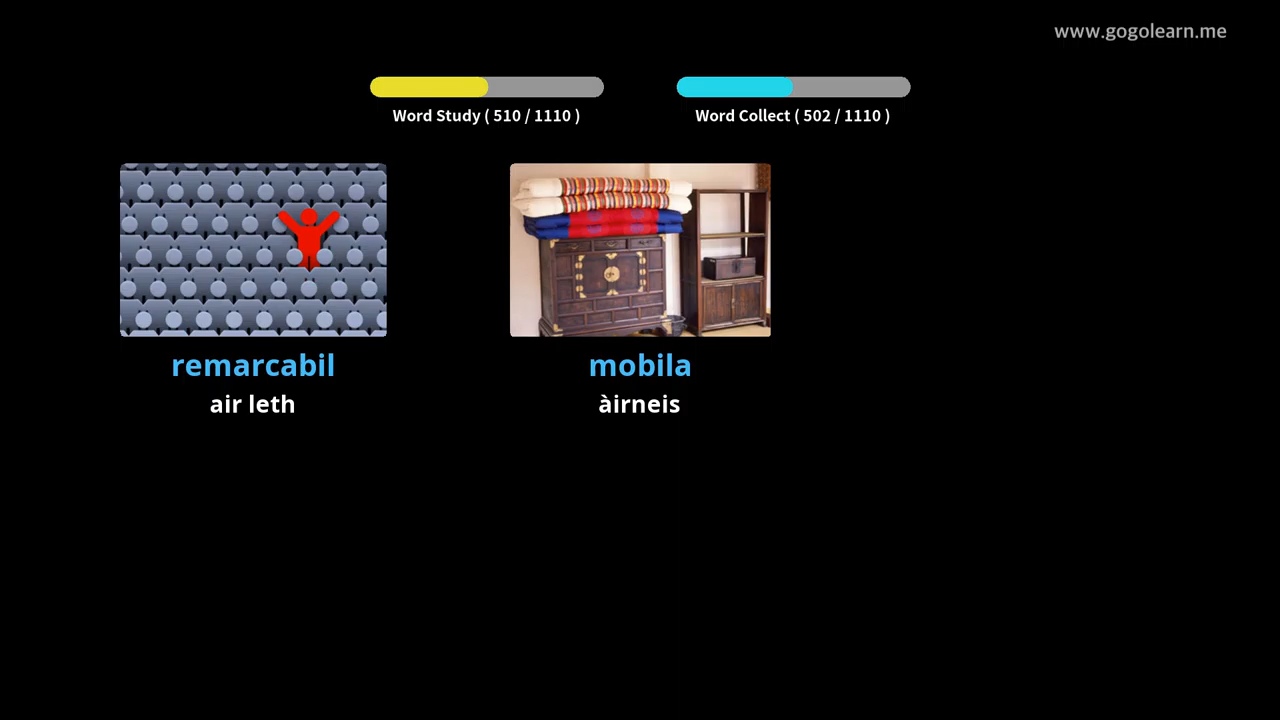 www.gogolearn.me
Word Study ( 510 / 1110 )
Word Collect ( 502 / 1110 )
remarcabil
mobila
air leth
àirneis